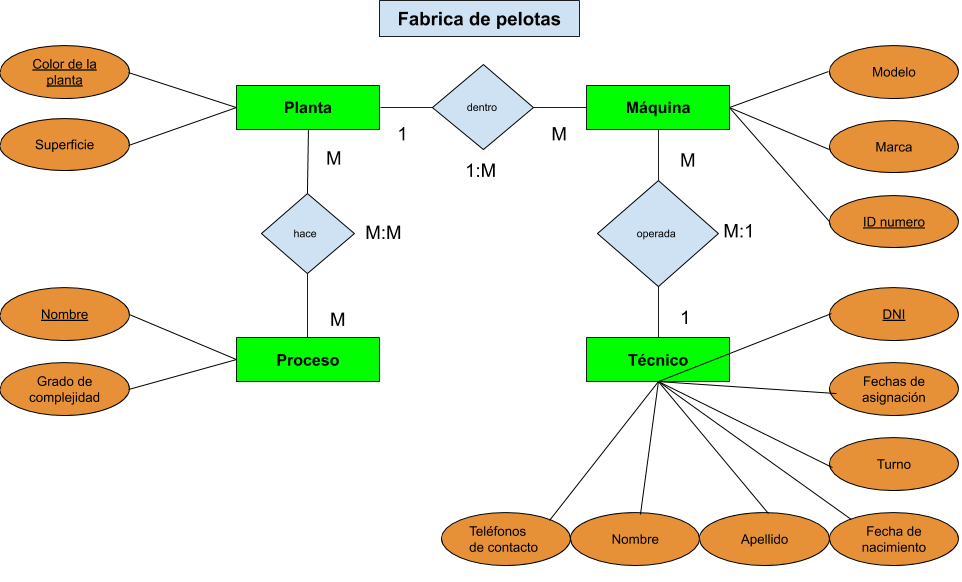 Fabrica de pelotas
Color de la
planta
Superficie
Planta
1
dentro
1:M
M
Máquina
Modelo
Marca
ID numero
M
hace
M:M
M
M
operada
M:1
1
Nombre
Grado de
complejidad
Proceso
Técnico
DNI
Fechas de
asignación
Turno
Teléfonos
de contacto
Nombre
Apellido
Fecha de
nacimiento